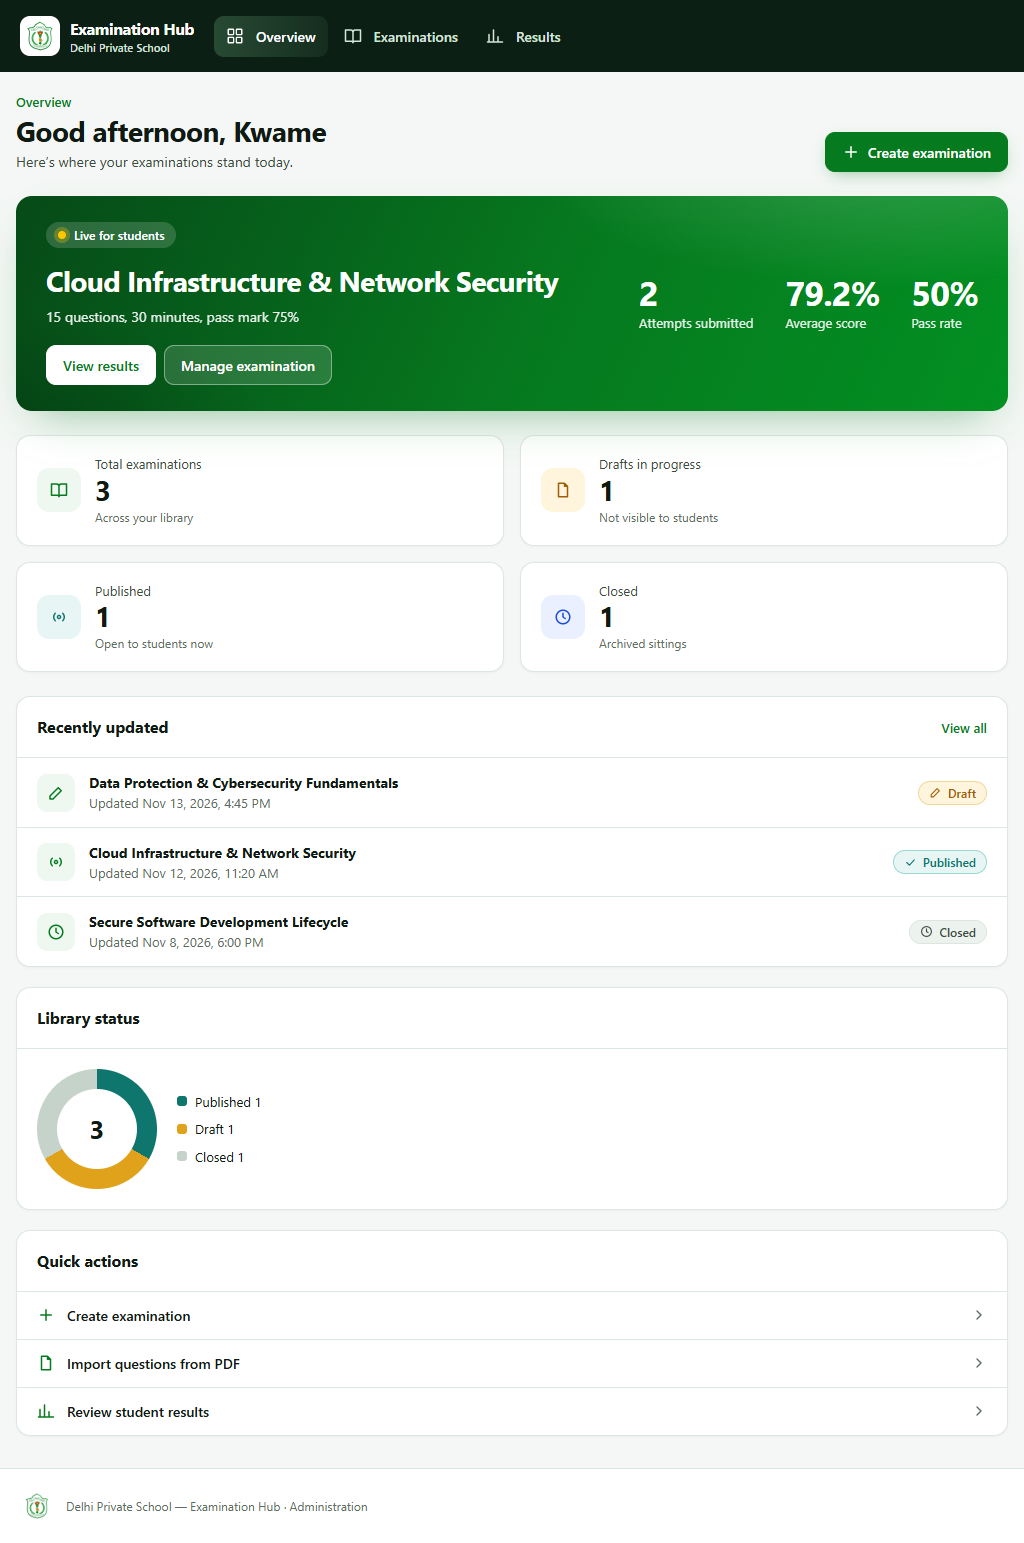 Examination Hub
Delhi Private School
Overview
Examinations
Results
Overview
Good afternoon, Kwame
Here's where your examinations stand today.
Create examination
Live for students
Cloud Infrastructure & Network Security
15 questions, 30 minutes, pass mark 75%
View results
Manage examination
2
Attempts submitted
79.2%
Average score
50%
Pass rate
Total examinations
3
Across your library
Drafts in progress
1
Not visible to students
Published
1
Open to students now
Closed
1
Archived sittings
Recently updated
View all
Data Protection & Cybersecurity Fundamentals
Updated Nov 13, 2026, 4:45 PM
Draft
Cloud Infrastructure & Network Security
Updated Nov 12, 2026, 11:20 AM
Published
Secure Software Development Lifecycle
Updated Nov 8, 2026, 6:00 PM
Closed
Library status
3
Published 1
Draft 1
Closed 1
Quick actions
Create examination
Import questions from PDF
Review student results
Delhi Private School — Examination Hub · Administration